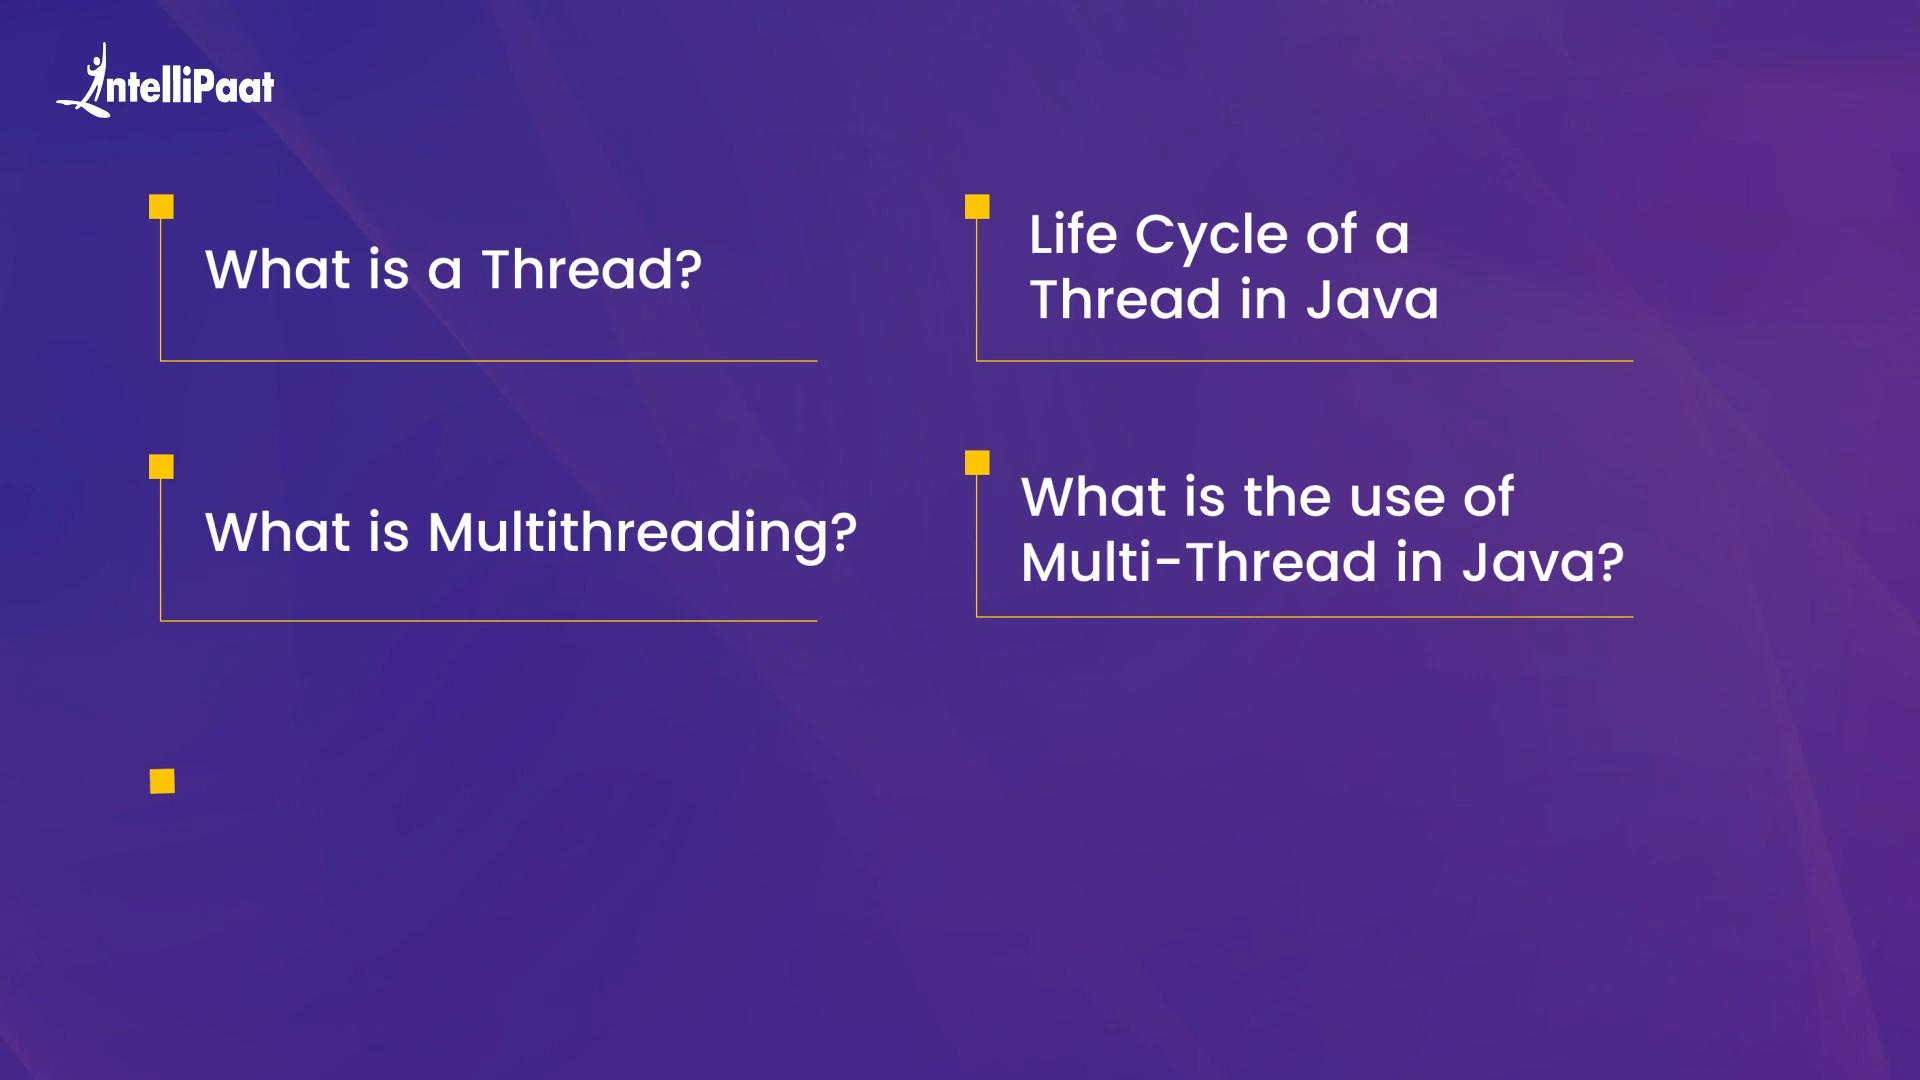 IntelliPaat
What is a Thread?
Life Cycle of a
Thread in Java
What is Multithreading?
What is the use of
Multi-Thread in Java?